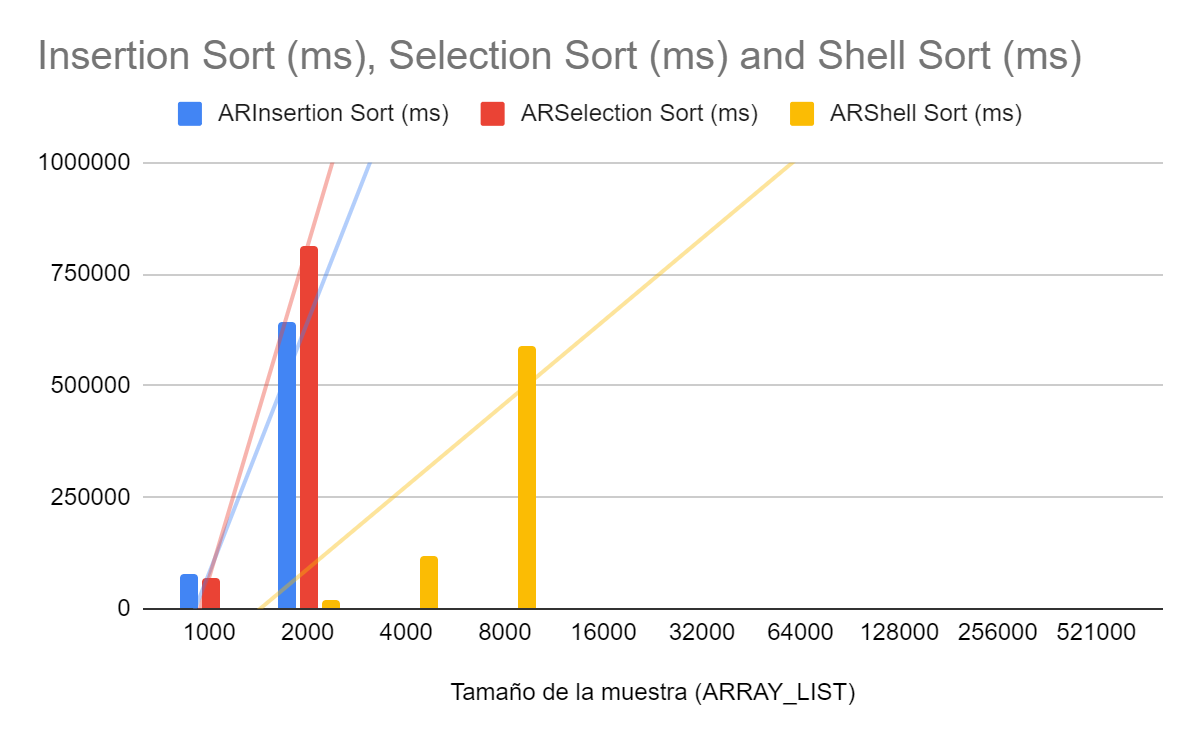 Insertion Sort (ms), Selection Sort (ms) and Shell Sort (ms)
ARInsertion Sort (ms) ARSelection Sort (ms) ARShell Sort (ms)
1000000
750000
500000
250000
0
1000 2000 4000 8000 16000 32000 64000 128000 256000 521000
Tamaño de la muestra (ARRAY_LIST)